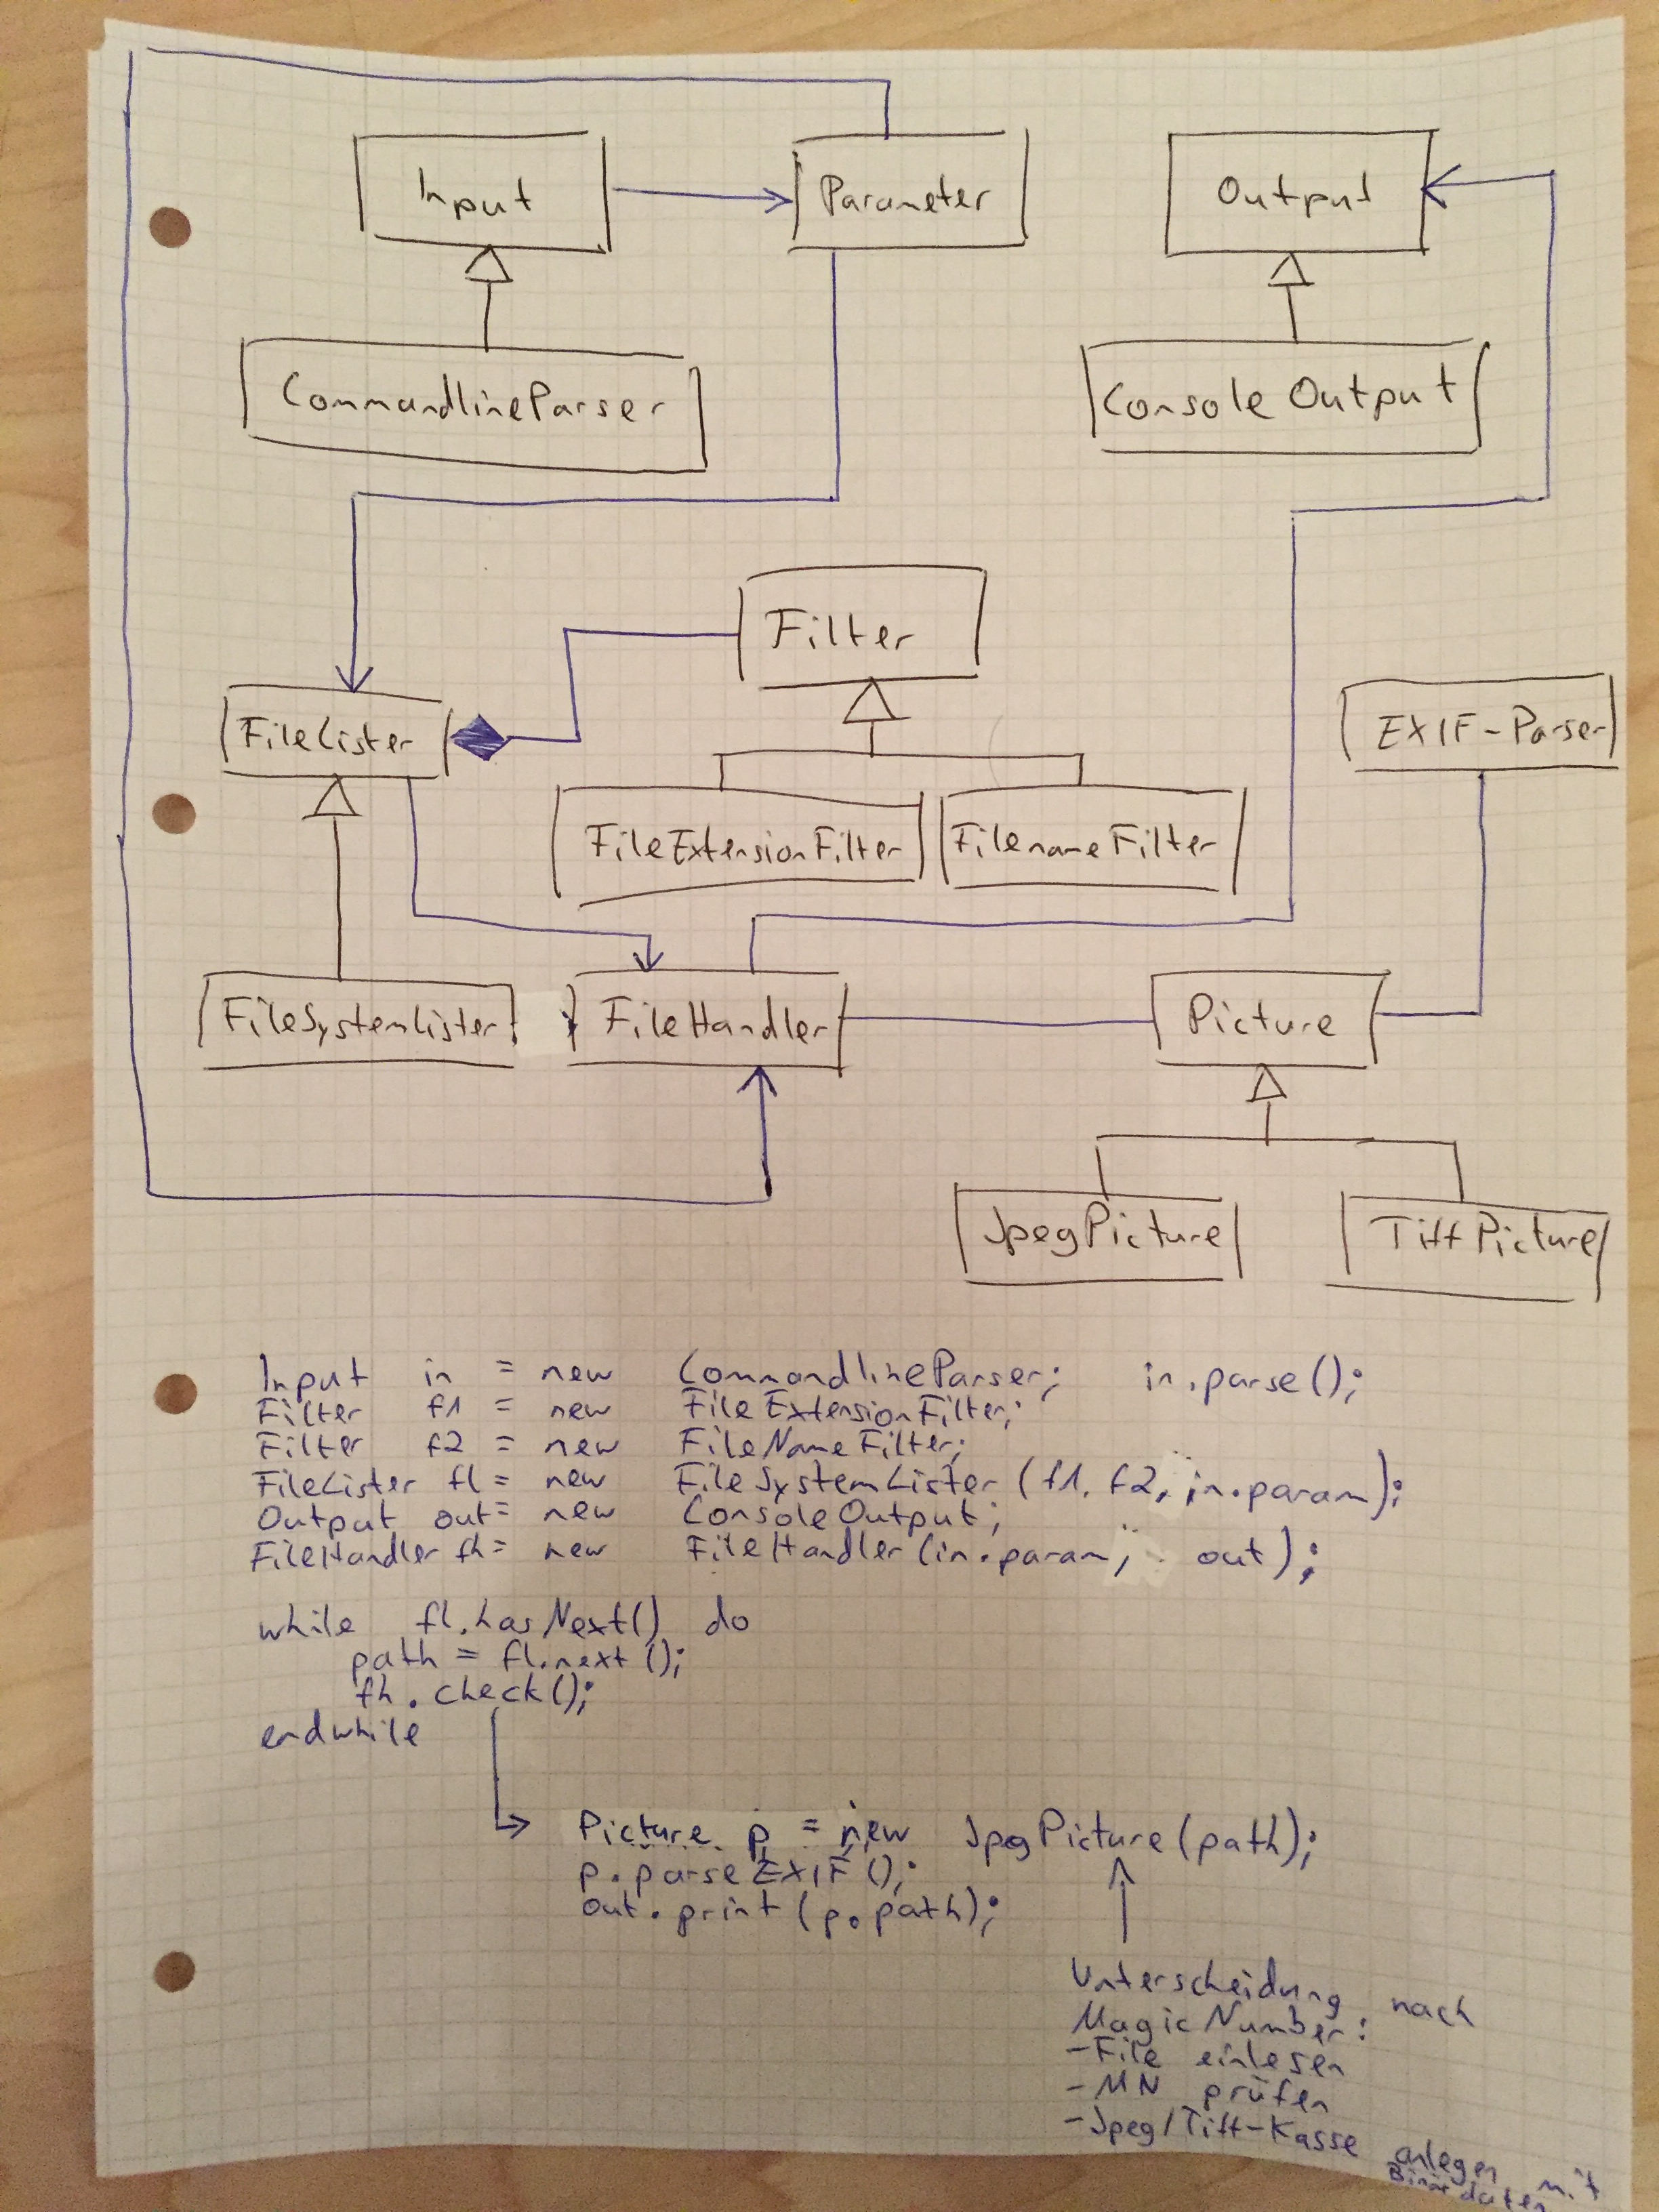 Input
Parameter
Output
CommandlineParser
Console Output
Filter
FileLister
EXIF-Parser
FileExtensionFilter
FilenameFilter
FileSystemLister
FileHandler
Picture
JpegPicture
TiffPicture
Input in = new CommandlineParser; in.parse();
Filter f1 = new FileExtensionFilter;
Filter f2 = new FileNameFilter;
FileLister fl = new FileSystemLister (f1, f2, in.param);
Output out = new ConsoleOutput;
FileHandler fh = new FileHandler (in.param, out);
while fl.hasNext() do
path = fl.next ();
fh.check();
endwhile
Picture p = new JpegPicture (path);
p.parseEXIF ();
out.print (p.path);
Unterscheidung nach
MagicNumber:
- File einlesen
- MN prüfen
- Jpeg/Tiff-Kasse anlegen mit
Binärdaten